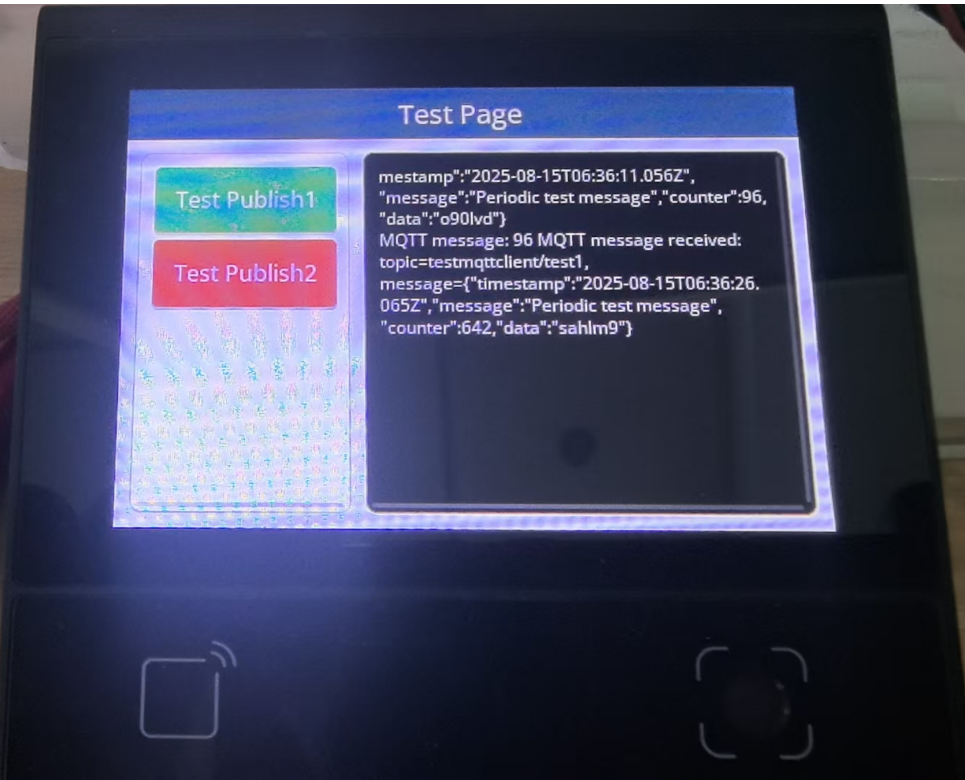 Test Page
Test Publish1
Test Publish2
mestamp":"2025-08-15T06:36:11.056Z",
"message":"Periodic test message","counter":96,
"data":"o90lvd"}
MQTT message: 96 MQTT message received:
topic=testmqttclient/test1,
message={"timestamp":"2025-08-15T06:36:26.
065Z","message":"Periodic test message",
"counter":642,"data":"sahlm9"}